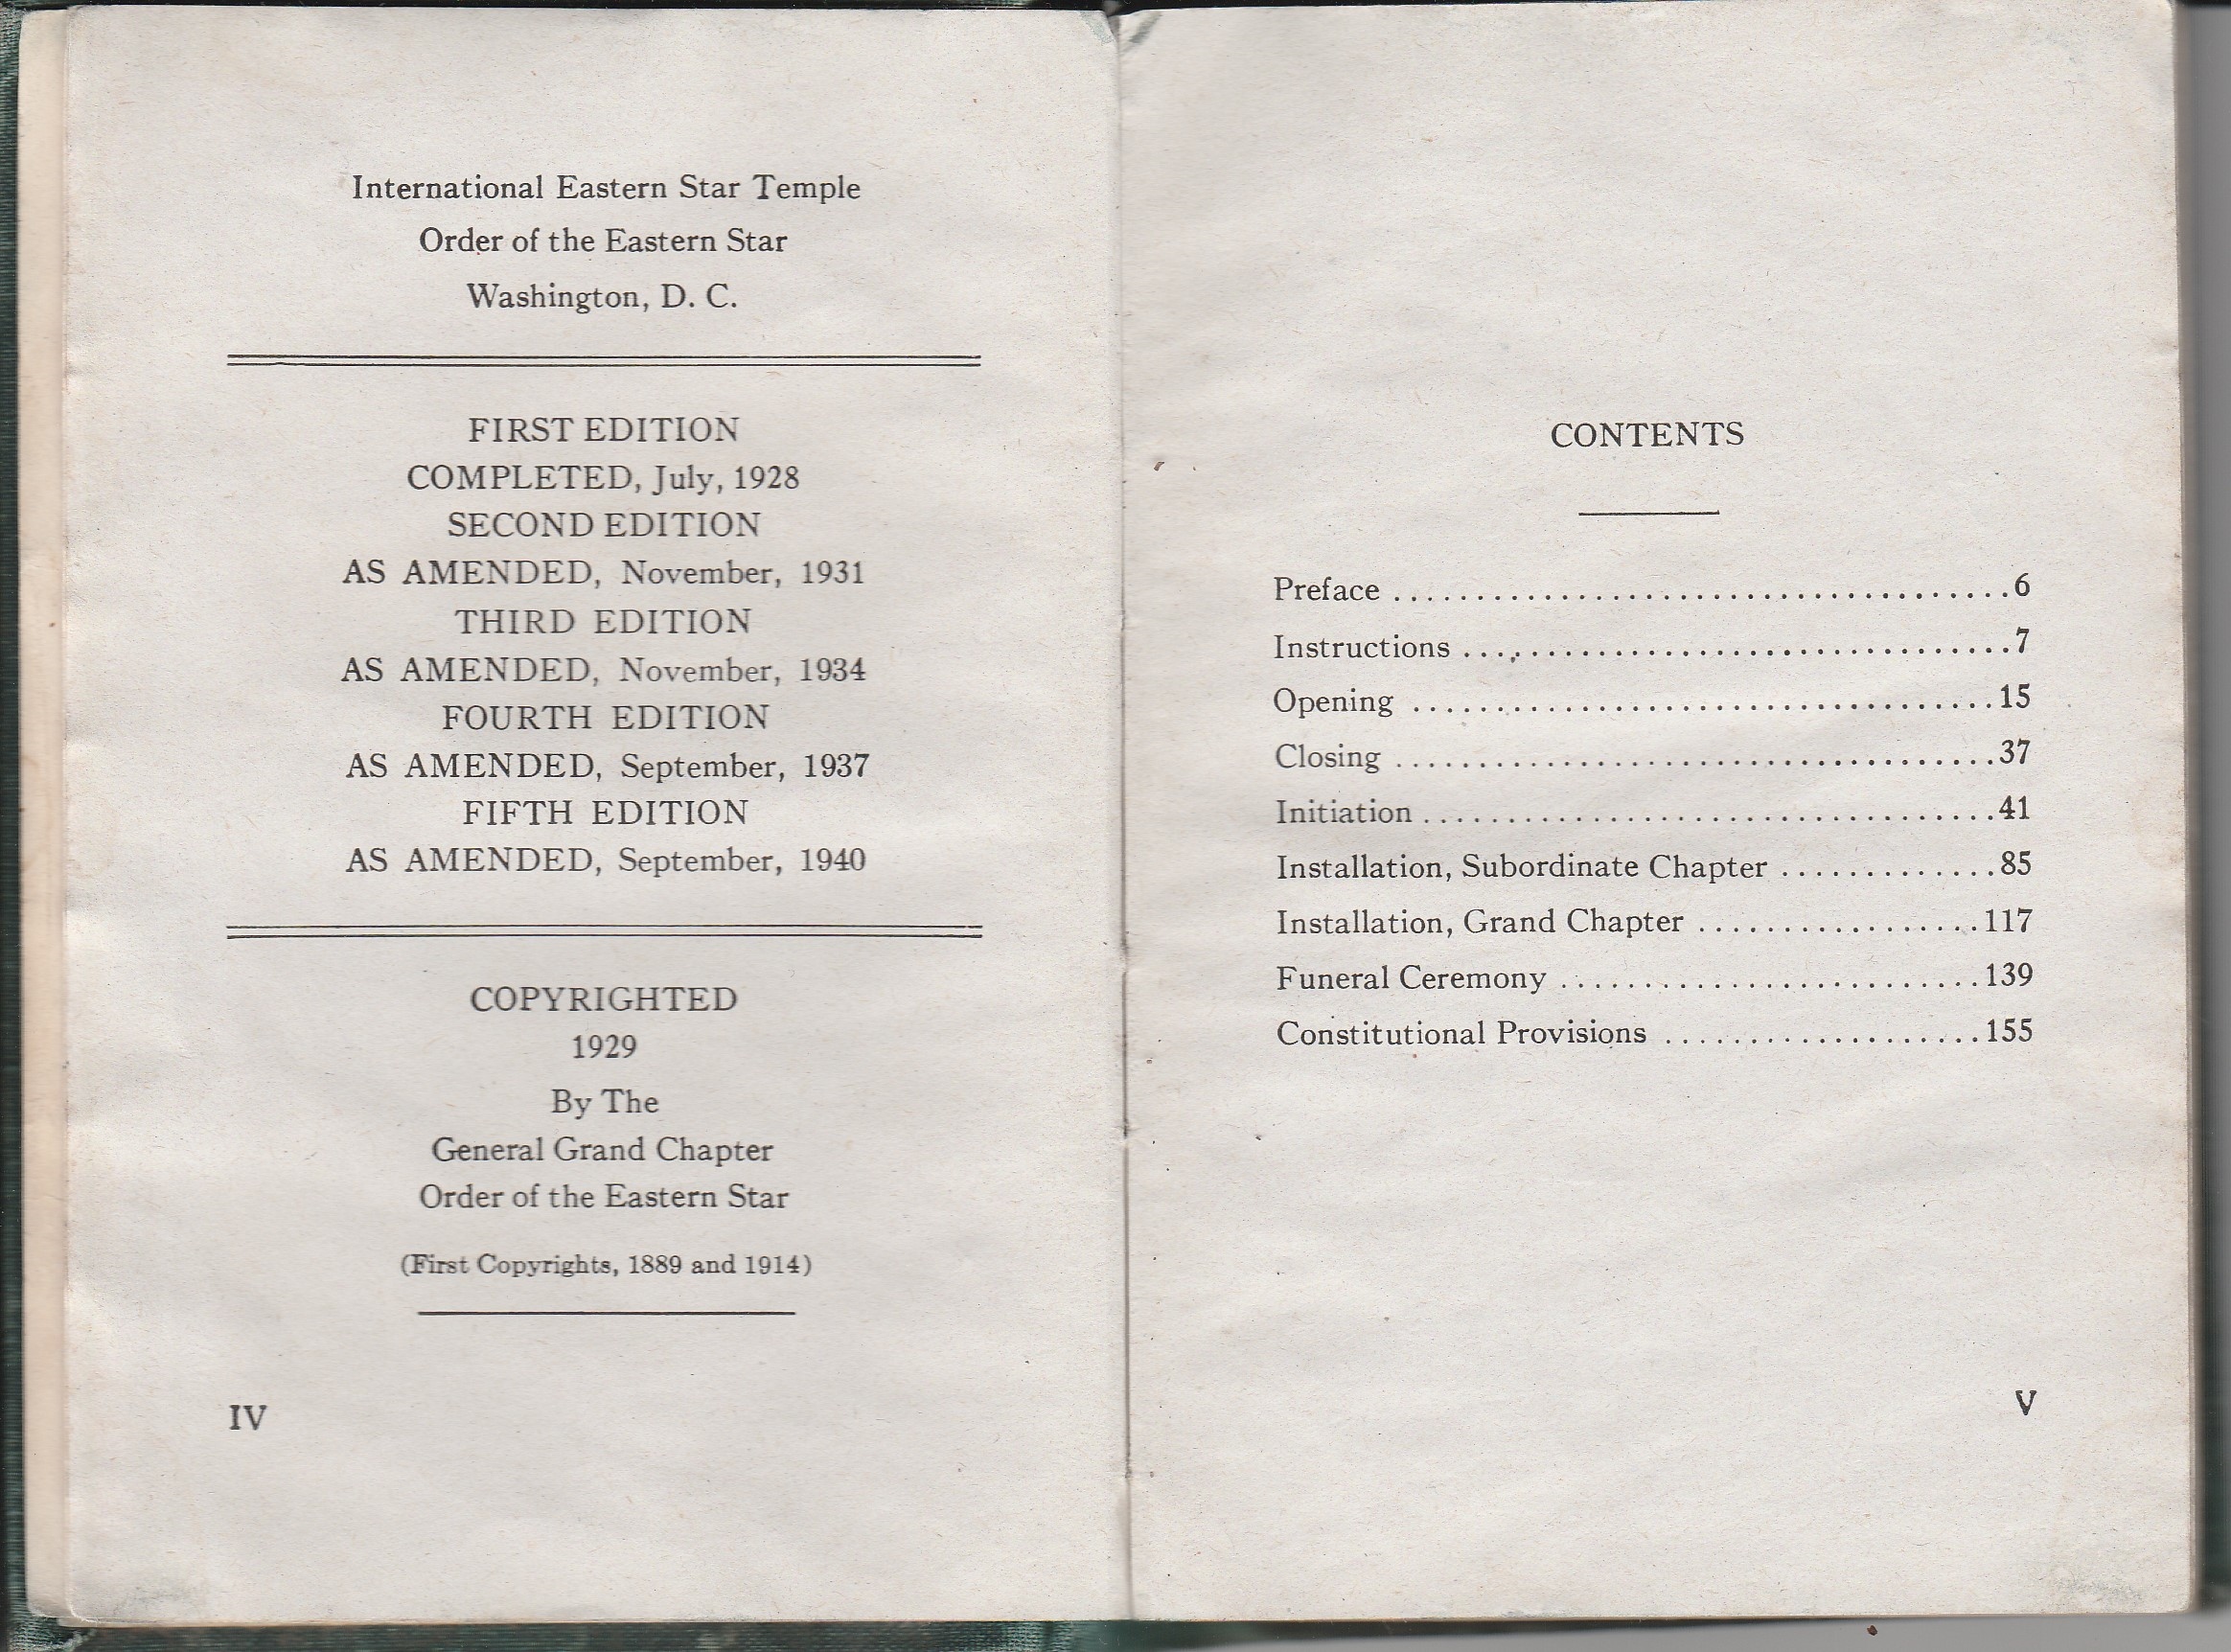 International Eastern Star Temple
Order of the Eastern Star
Washington, D. C.
FIRST EDITION
COMPLETED, July, 1928
SECOND EDITION
AS AMENDED, November, 1931
THIRD EDITION
AS AMENDED, November, 1934
FOURTH EDITION
AS AMENDED, September, 1937
FIFTH EDITION
AS AMENDED, September, 1940
COPYRIGHTED
1929
By The
General Grand Chapter
Order of the Eastern Star
(First Copyrights, 1889 and 1914)
IV
CONTENTS
Preface ......................................6
Instructions ..................................7
Opening ....................................15
Closing .....................................37
Initiation ...................................41
Installation, Subordinate Chapter .............85
Installation, Grand Chapter .................117
Funeral Ceremony ..........................139
Constitutional Provisions ...................155
V